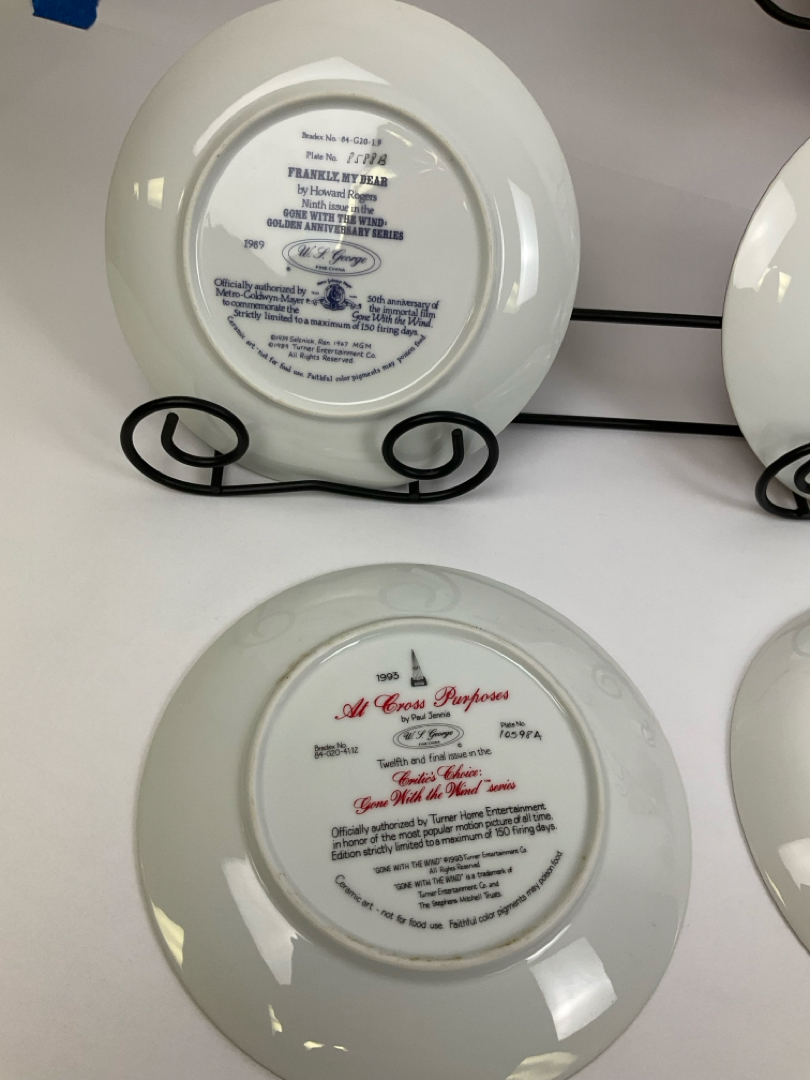 Bradex No. 84-G20-1.9
Plate No. 8599B
FRANKLY, MY DEAR
by Howard Rogers
Ninth issue in the
GONE WITH THE WIND:
GOLDEN ANNIVERSARY SERIES
1989
W. S. George
FINE CHINA
Officially authorized by
Metro-Goldwyn-Mayer
to commemorate the
50th anniversary of
the immortal film
Gone With the Wind.
Strictly limited to a maximum of 150 firing days.
©1939 Selznick, Ren. 1967 MGM
©1989 Turner Entertainment Co.
All Rights Reserved.
Ceramic art - not for food use. Faithful color pigments may poison food.
1993
At Cross Purposes
by Paul Jennis
W. S. George
FINE CHINA
Bradex No.
84-G20-41.12
Plate No.
10598A
Twelfth and final issue in the
Critic's Choice:
Gone With the Wind™ series
Officially authorized by Turner Home Entertainment
in honor of the most popular motion picture of all time.
Edition strictly limited to a maximum of 150 firing days.
"GONE WITH THE WIND" ©1993 Turner Entertainment Co.
All Rights Reserved.
"GONE WITH THE WIND" is a trademark of
Turner Entertainment Co. and
The Stephens Mitchell Trusts.
Ceramic art - not for food use. Faithful color pigments may poison food